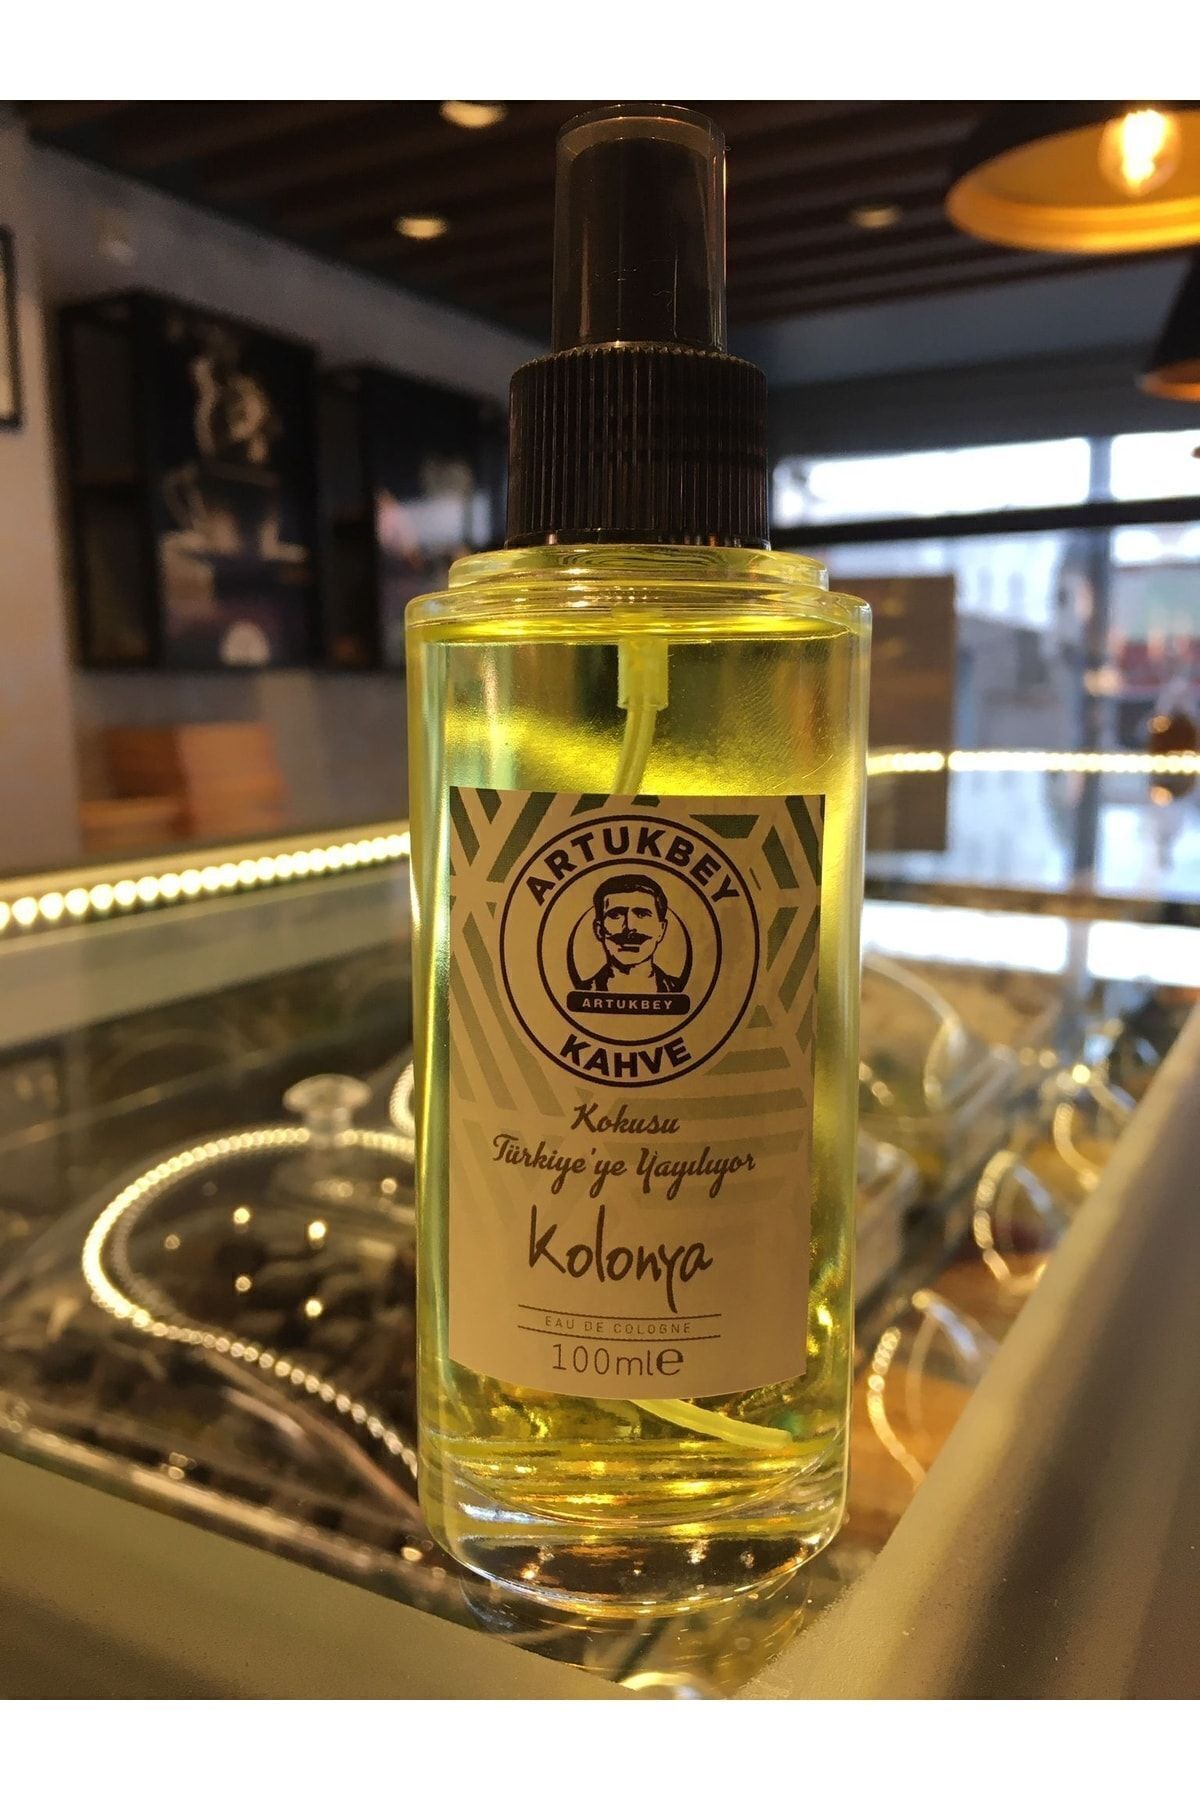 ARTUKBEY
ARTUKBEY
KAHVE
Kokusu
Türkiye'ye Yayılıyor
Kolonya
EAU DE COLOGNE
100ml℮